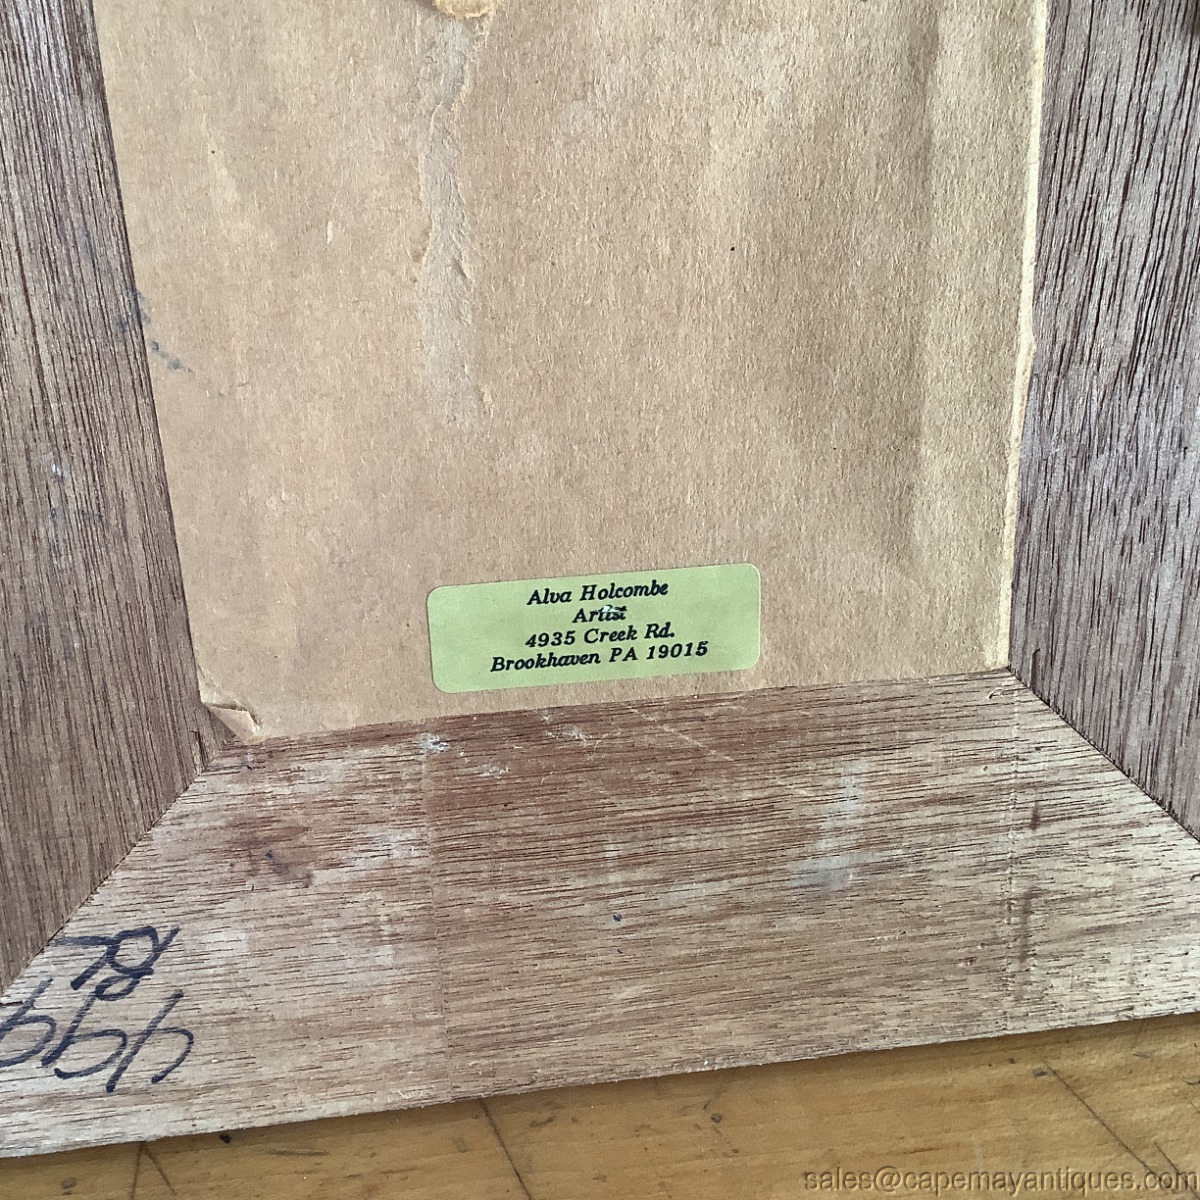 Alva Holcombe
Artist
4935 Creek Rd.
Brookhaven PA 19015
sales@capemayantiques.com